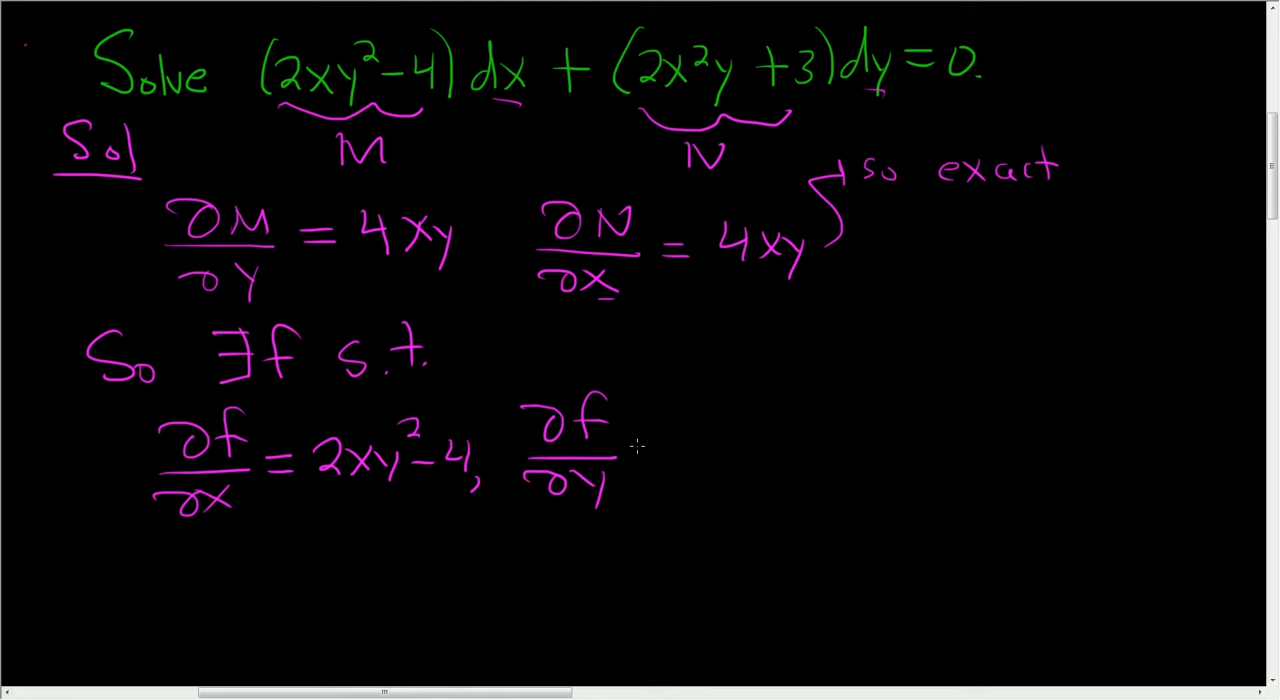 Solve (2xy²-4)dx + (2x²y+3)dy=0.
M N
Sol
so exact
∂M/∂y = 4xy ∂N/∂x = 4xy
So ∃f s.t.
∂f/∂x = 2xy²-4, ∂f/∂y